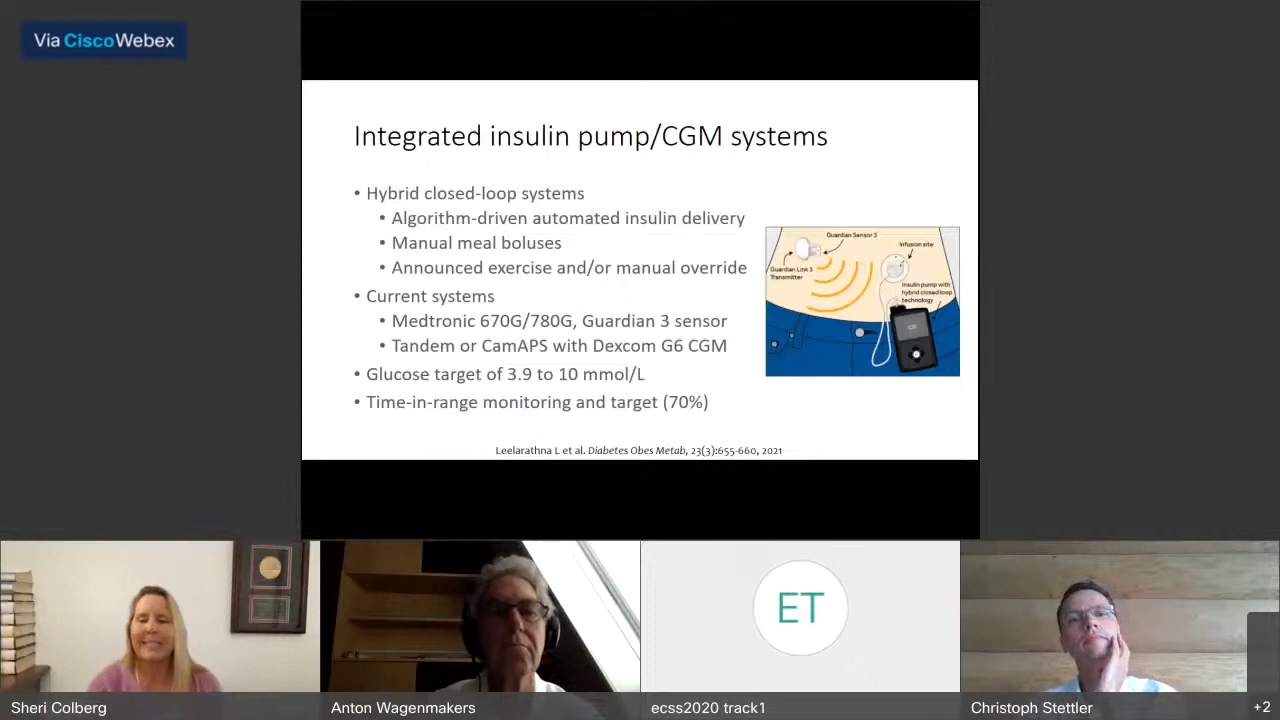 Via CiscoWebex
Integrated insulin pump/CGM systems
• Hybrid closed-loop systems
• Algorithm-driven automated insulin delivery
• Manual meal boluses
• Announced exercise and/or manual override
• Current systems
• Medtronic 670G/780G, Guardian 3 sensor
• Tandem or CamAPS with Dexcom G6 CGM
• Glucose target of 3.9 to 10 mmol/L
• Time-in-range monitoring and target (70%)
Guardian Sensor 3
Infusion site
Guardian Link 3
Transmitter
Insulin pump with
hybrid closed loop
technology
Leelarathna L et al. Diabetes Obes Metab, 23(3):655-660, 2021
ET
Sheri Colberg
Anton Wagenmakers
ecss2020 track1
Christoph Stettler
+2